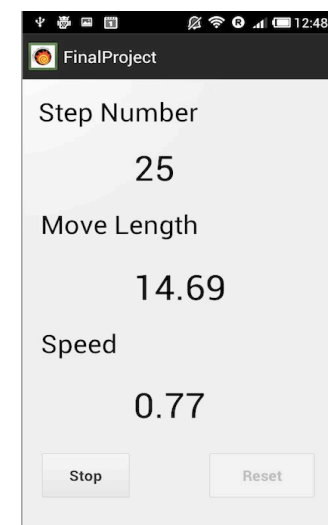 12:48
FinalProject
Step Number
25
Move Length
14.69
Speed
0.77
Stop Reset